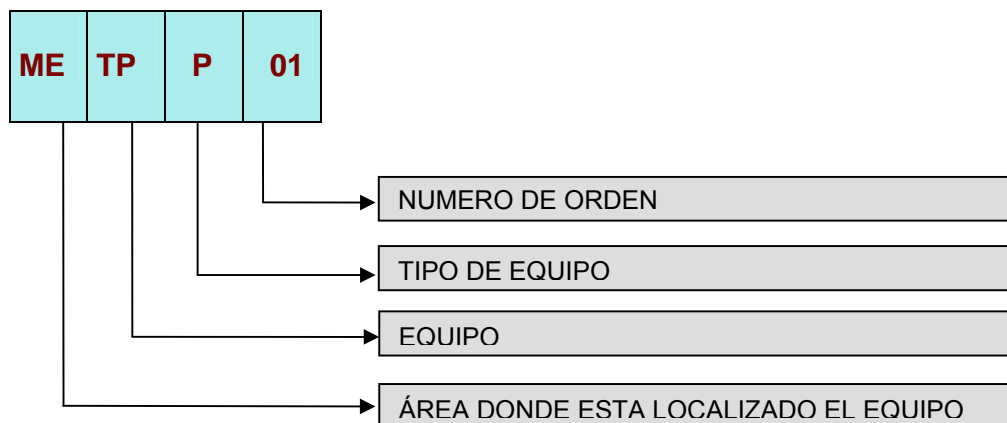 ME TP P 01
NUMERO DE ORDEN
TIPO DE EQUIPO
EQUIPO
ÁREA DONDE ESTA LOCALIZADO EL EQUIPO